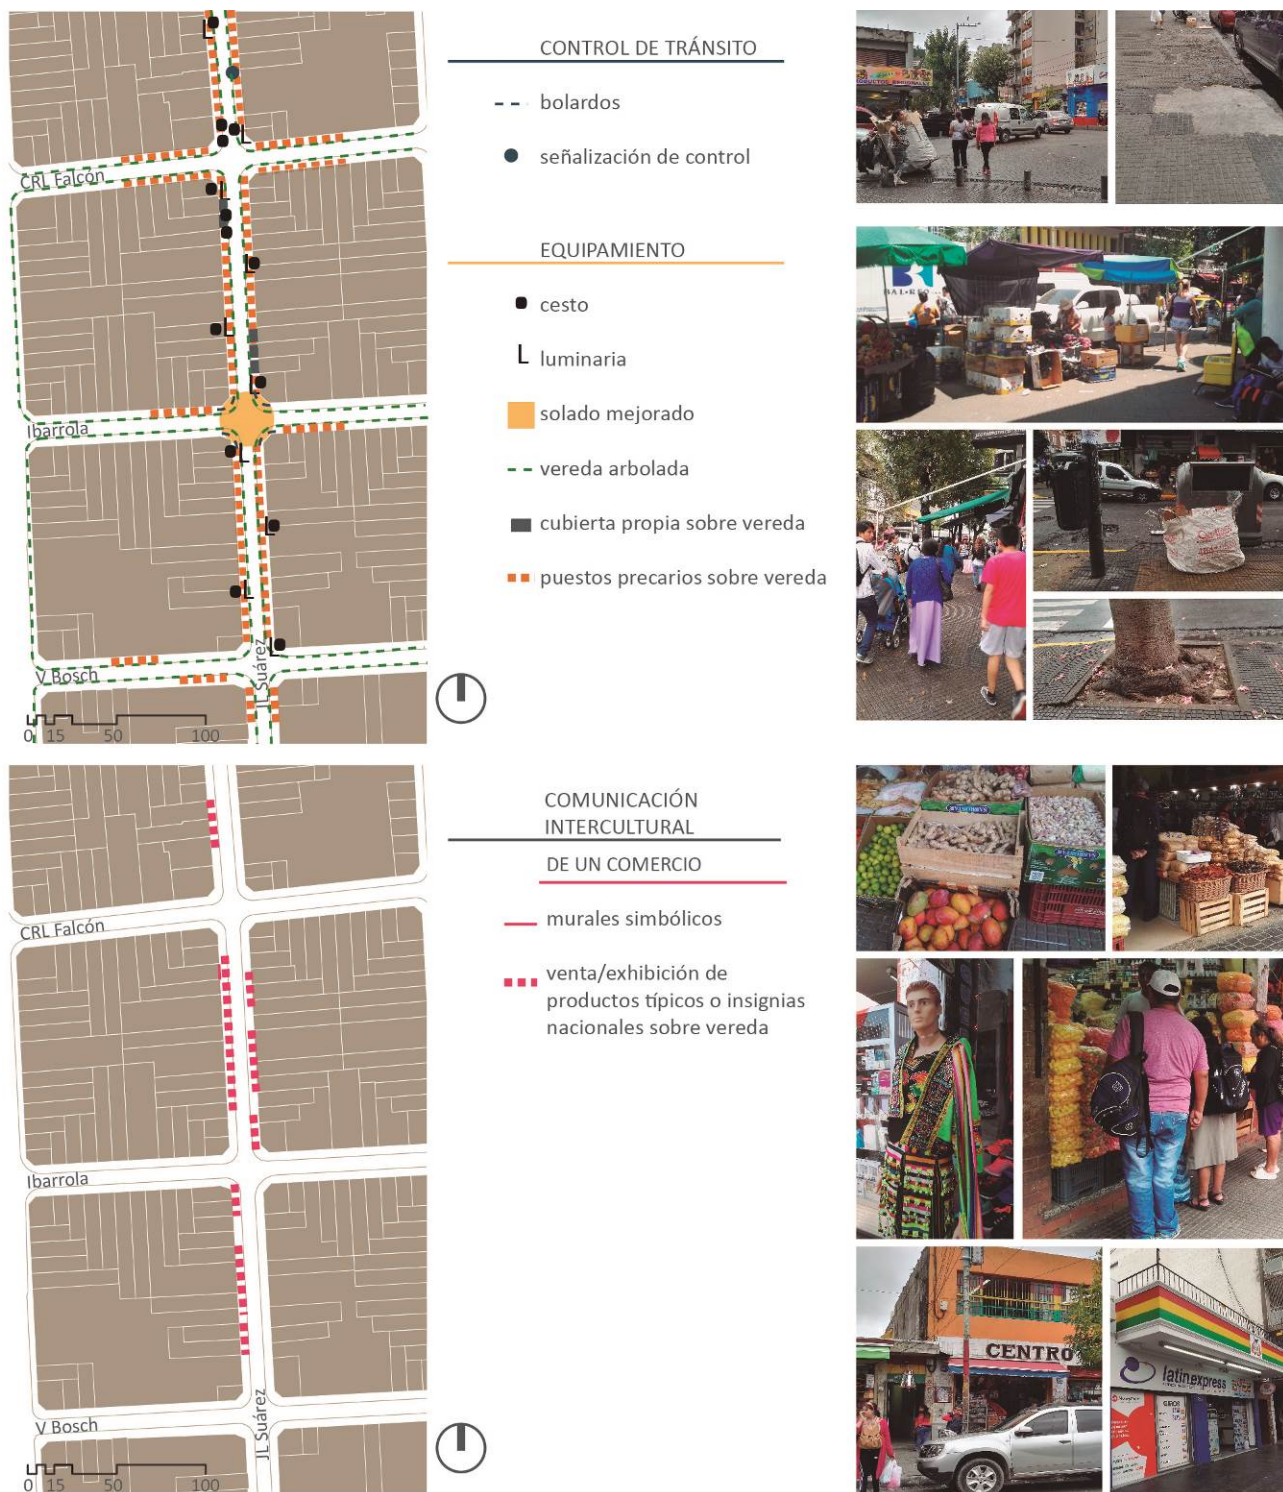 CONTROL DE TRÁNSITO
bolardos
señalización de control
EQUIPAMIENTO
cesto
L luminaria
solado mejorado
vereda arbolada
cubierta propia sobre vereda
puestos precarios sobre vereda
L
L
L
CRL Falcón
L
L
L
L
Ibarrola
L
L
L
L
V Bosch
JL Suárez
0 15 50 100
BAL-BEO
COMUNICACIÓN
INTERCULTURAL
DE UN COMERCIO
murales simbólicos
venta/exhibición de
productos típicos o insignias
nacionales sobre vereda
CRL Falcón
Ibarrola
V Bosch
JL Suárez
0 15 50 100
CENTRO
latinexpress
GIROS